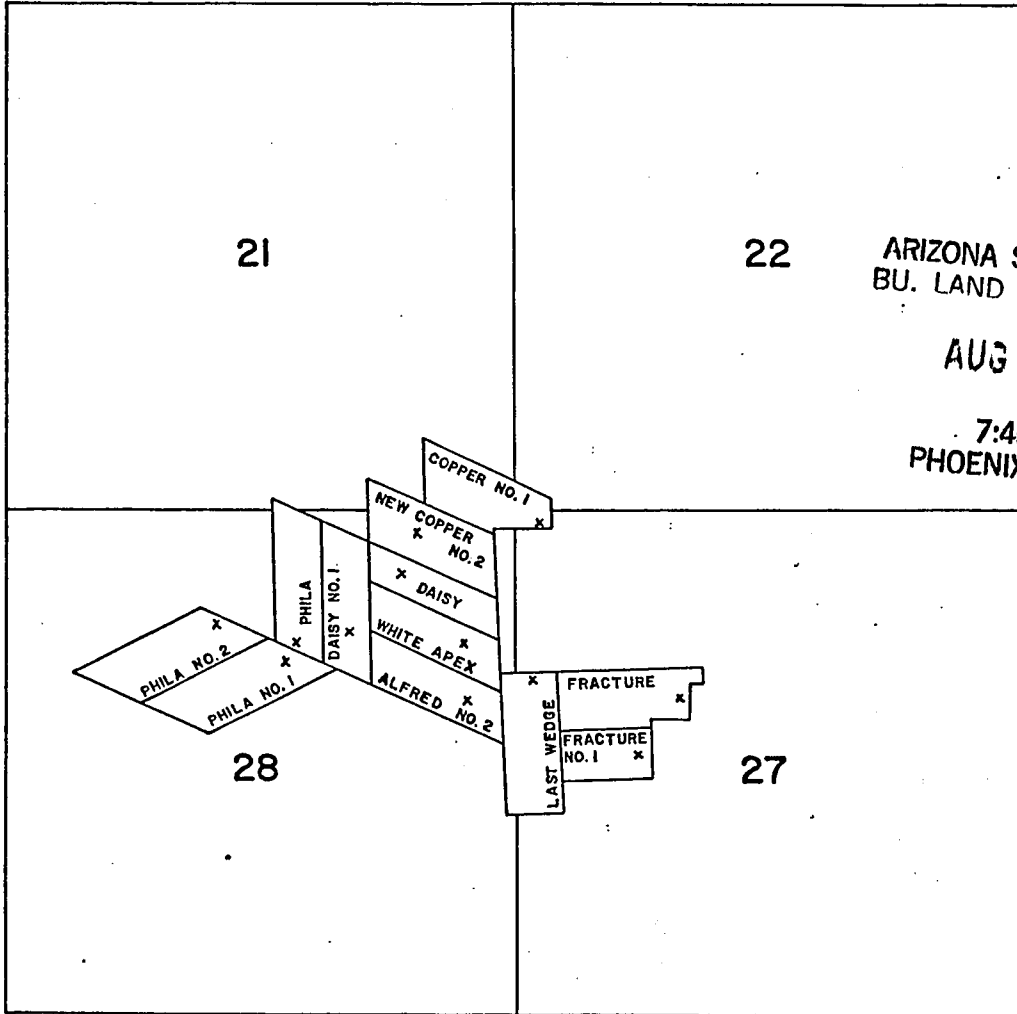 21
22
ARIZONA
BU. LAND
AUG
7:4
PHOENIX
COPPER NO. 1
x
NEW COPPER
x NO. 2
x DAISY
PHILA
x
DAISY NO. 1
x
WHITE APEX
x
ALFRED NO. 2
x
PHILA NO. 2
x
PHILA NO. 1
x
LAST WEDGE
x
FRACTURE
x
FRACTURE
NO. 1 x
28
27